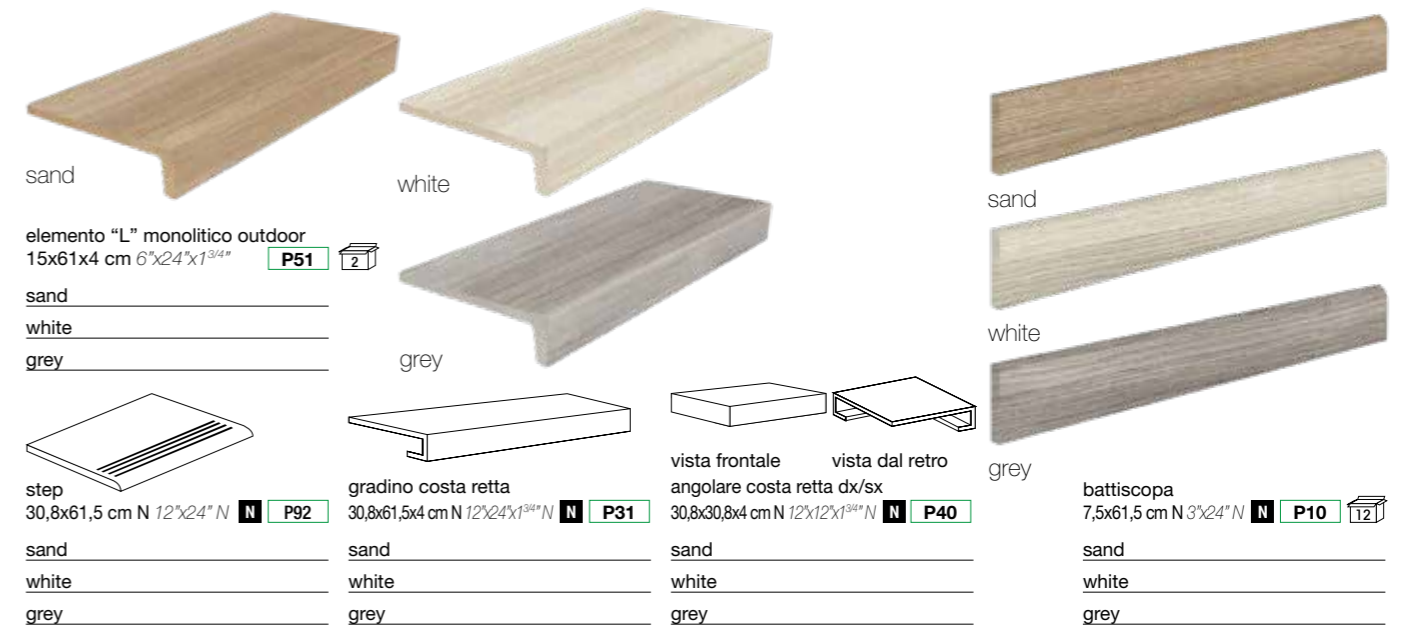 sand
white
elemento “L” monolitico outdoor
15x61x4 cm 6”x24”x1 3/4” P51 2
sand
white
grey
grey
sand
white
grey
step
30,8x61,5 cm N 12”x24” N N P92
sand
white
grey
gradino costa retta
30,8x61,5x4 cm N 12”x24”x1 3/4” N N P31
sand
white
grey
vista frontale vista dal retro
angolare costa retta dx/sx
30,8x30,8x4 cm N 12”x12”x1 3/4” N N P40
sand
white
grey
battiscopa
7,5x61,5 cm N 3”x24” N N P10 12
sand
white
grey